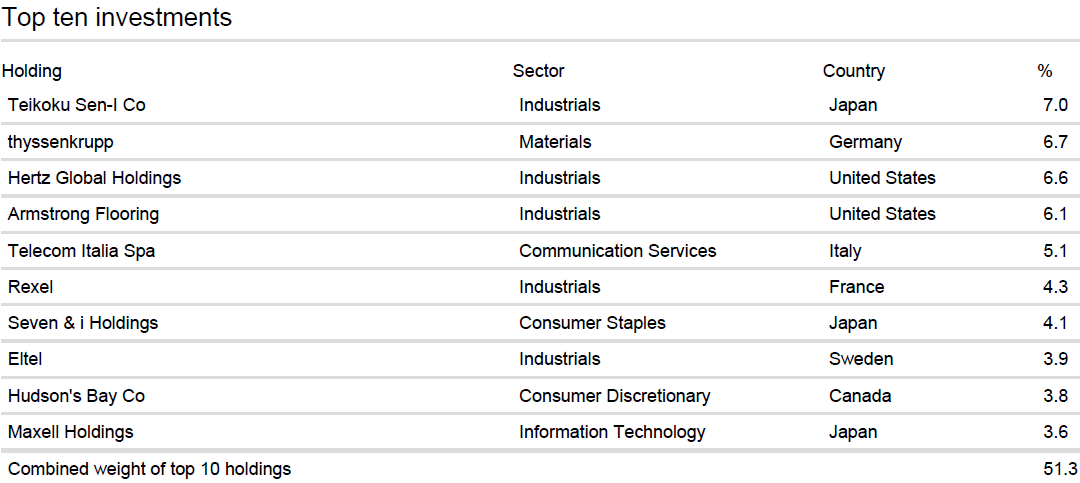 Top ten investments
Holding Sector Country %
Teikoku Sen-I Co Industrials Japan 7.0
thyssenkrupp Materials Germany 6.7
Hertz Global Holdings Industrials United States 6.6
Armstrong Flooring Industrials United States 6.1
Telecom Italia Spa Communication Services Italy 5.1
Rexel Industrials France 4.3
Seven & i Holdings Consumer Staples Japan 4.1
Eltel Industrials Sweden 3.9
Hudson's Bay Co Consumer Discretionary Canada 3.8
Maxell Holdings Information Technology Japan 3.6
Combined weight of top 10 holdings 51.3